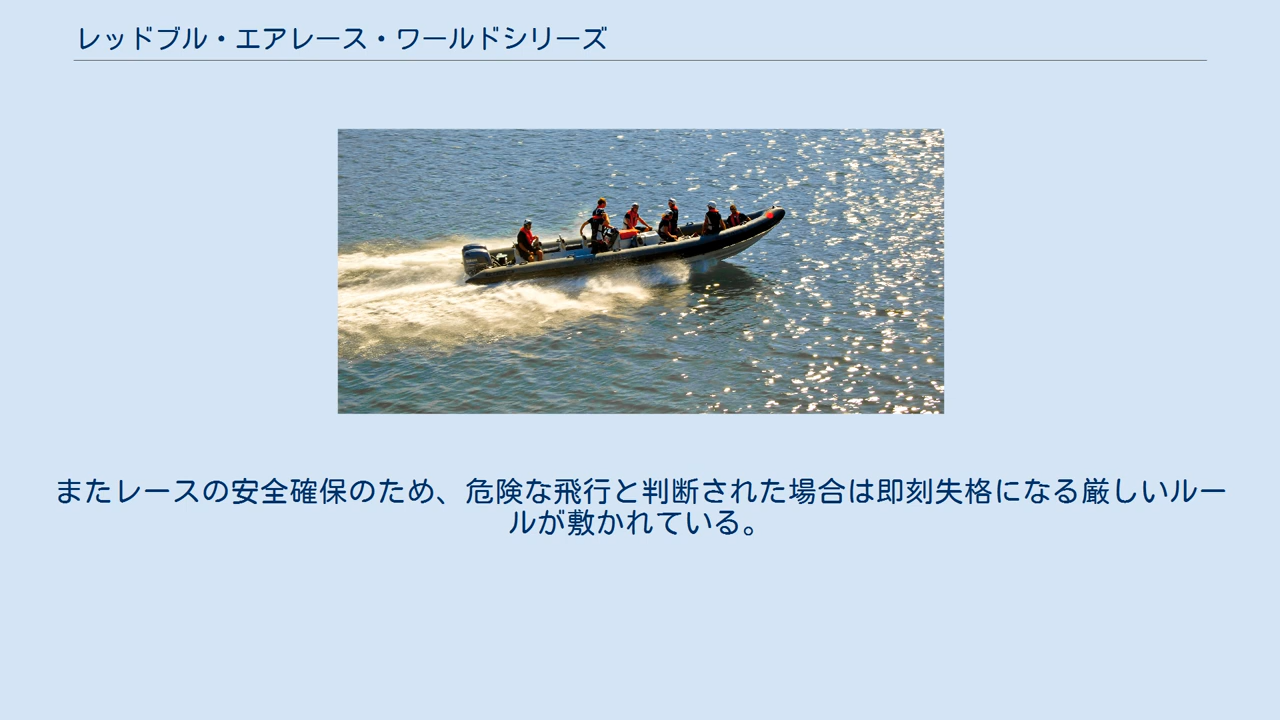 レッドブル・エアレース・ワールドシリーズ
またレースの安全確保のため、危険な飛行と判断された場合は即刻失格になる厳しいルー
ルが敷かれている。